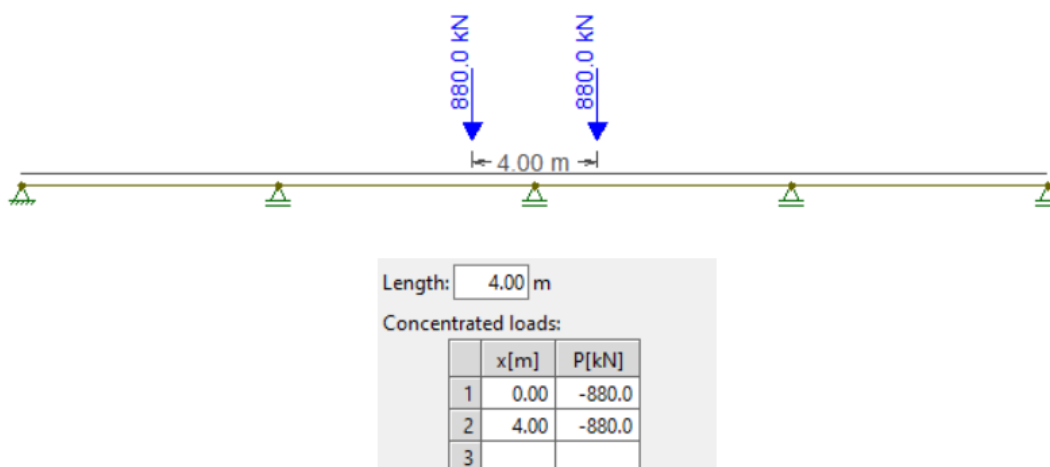 880.0 kN
880.0 kN
4.00 m
Length: 4.00 m
Concentrated loads:
x[m] P[kN]
1 0.00 -880.0
2 4.00 -880.0
3